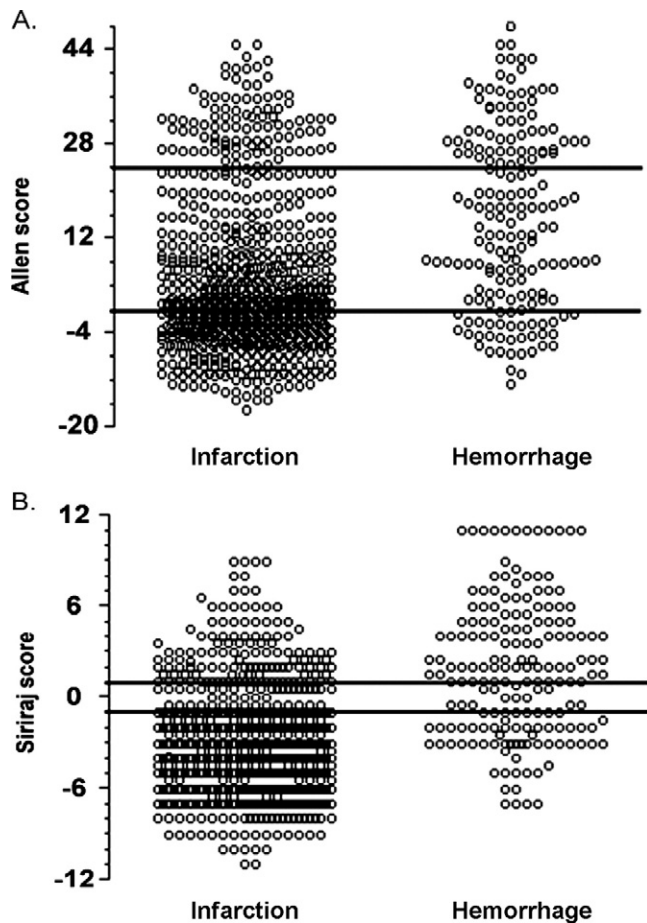 A.
44
28
12
-4
-20
Allen score
Infarction Hemorrhage
B.
12
6
0
-6
-12
Siriraj score
Infarction Hemorrhage